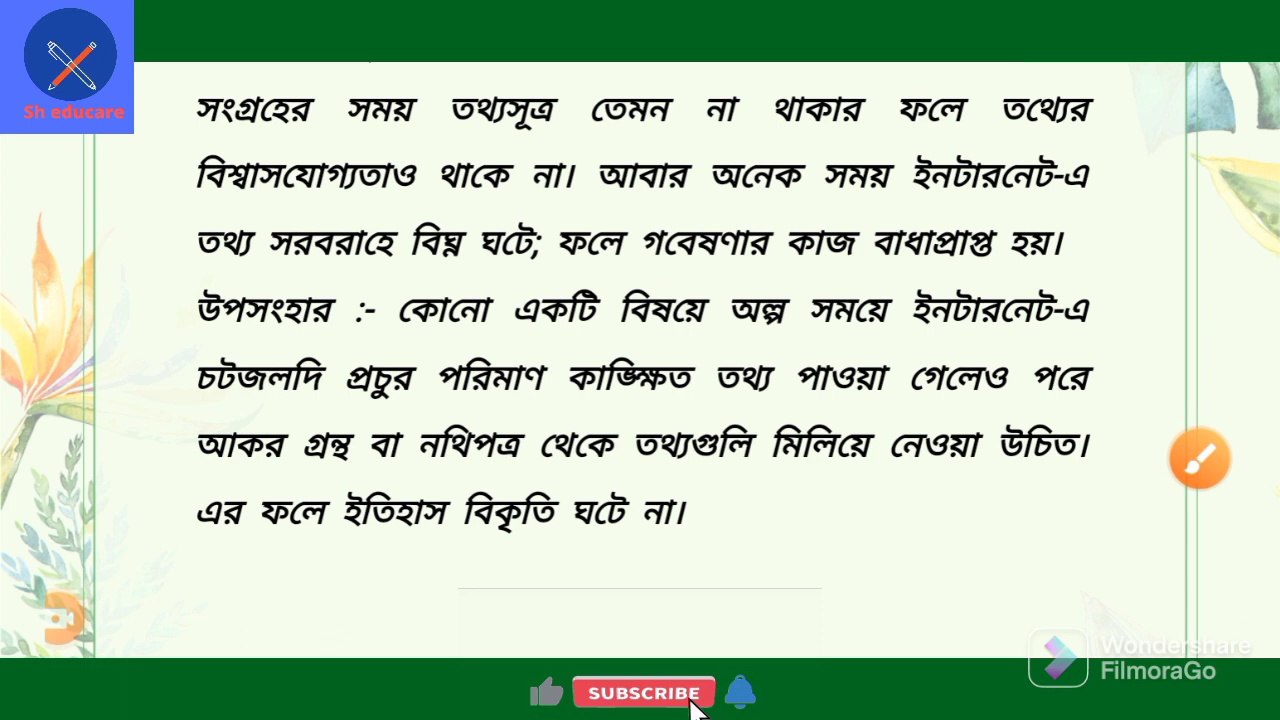 Sh educare
সংগ্রহের সময় তথ্যসূত্র তেমন না থাকার ফলে তথ্যের
বিশ্বাসযোগ্যতাও থাকে না। আবার অনেক সময় ইনটারনেট-এ
তথ্য সরবরাহে বিঘ্ন ঘটে; ফলে গবেষণার কাজ বাধাপ্রাপ্ত হয়।
উপসংহার :- কোনো একটি বিষয়ে অল্প সময়ে ইনটারনেট-এ
চটজলদি প্রচুর পরিমাণ কাঙ্ক্ষিত তথ্য পাওয়া গেলেও পরে
আকর গ্রন্থ বা নথিপত্র থেকে তথ্যগুলি মিলিয়ে নেওয়া উচিত।
এর ফলে ইতিহাস বিকৃতি ঘটে না।
Wondershare
FilmoraGo
SUBSCRIBE